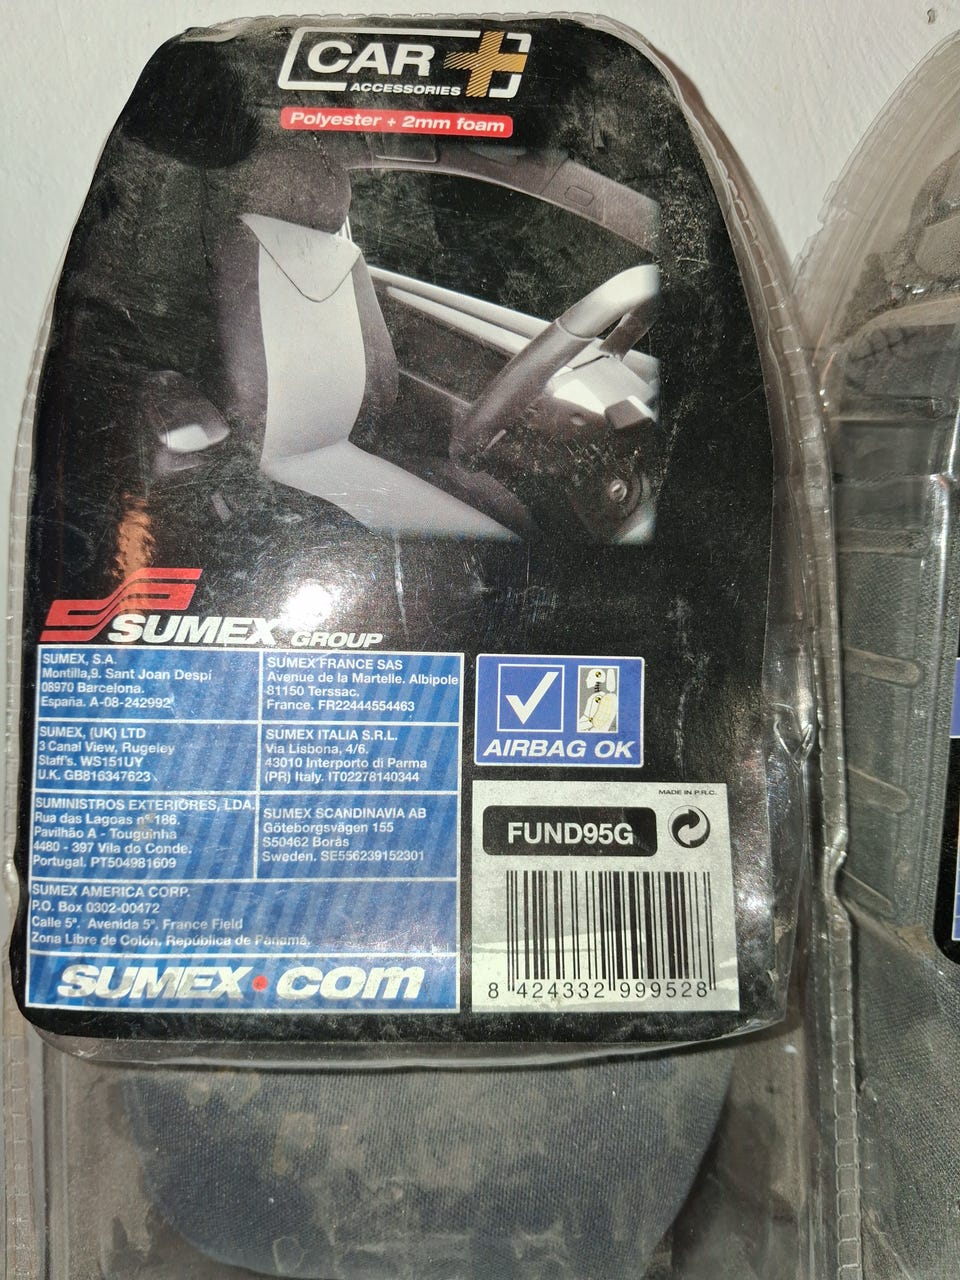 CAR+
ACCESSORIES
Polyester + 2mm foam
SUMEX GROUP
SUMEX, S.A.
Montilla,9. Sant Joan Despí
08970 Barcelona.
España. A-08-242992
SUMEX FRANCE SAS
Avenue de la Martelle. Albipole
81150 Terssac.
France. FR22444554463
SUMEX, (UK) LTD
3 Canal View, Rugeley
Staff's. WS151UY
U.K. GB816347623
SUMEX ITALIA S.R.L.
Via Lisbona, 4/6.
43010 Interporto di Parma
(PR) Italy. IT02278140344
SUMINISTROS EXTERIORES, LDA.
Rua das Lagoas nº 186.
Pavilhão A - Touguinha
4480 - 397 Vila do Conde.
Portugal. PT504981609
SUMEX SCANDINAVIA AB
Göteborgsvägen 155
S50462 Borås
Sweden. SE556239152301
SUMEX AMERICA CORP.
P.O. Box 0302-00472
Calle 5ª. Avenida 5ª. France Field
Zona Libre de Colón. República de Panamá.
SUMEX.COM
AIRBAG OK
MADE IN P.R.C.
FUND95G
8 424332 999528